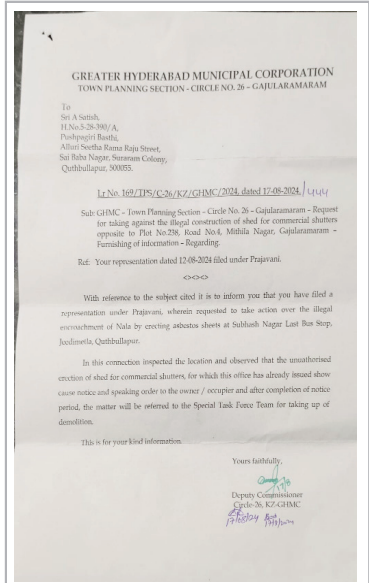 GREATER HYDERABAD MUNICIPAL CORPORATION
TOWN PLANNING SECTION - CIRCLE NO. 26 – GAJULARAMARAM
To
Sri A Satish,
H.No.5-28-390/A,
Pushpagiri Basthi,
Alluri Seetha Rama Raju Street,
Sai Babu Nagar, Suraram Colony,
Quthbullapur, 500055.
Lr No. 169/TPS/C-26/KZ/GHMC/2024, dated 17-08-2024,/444
Sub: GHMC – Town Planning Section – Circle No. 26 – Gajularamaram – Request
for taking against the illegal construction of shed for commercial shutters
opposite to Plot No.238, Road No.4, Mithila Nagar, Gajularamaram –
Furnishing of information – Regarding.
Ref: Your representation dated 12-08-2024 filed under Prajavani.
<><><>
With reference to the subject cited it is to inform you that you have filed a
representation under Prajavani, wherein requested to take action over the illegal
encroachment of Nala by erecting asbestos sheets at Subhash Nagar Last Bus Stop,
Jeedimetla, Quthbullapur.
In this connection inspected the location and observed that the unauthorised
erection of shed for commercial shutters, for which this office has already issued show
cause notice and speaking order to the owner / occupier and after completion of notice
period, the matter will be referred to the Special Task Force Team for taking up of
demolition.
This is for your kind information
Yours faithfully,
17/8
Deputy Commissioner
Circle-26, KZ-GHMC
17/08/24